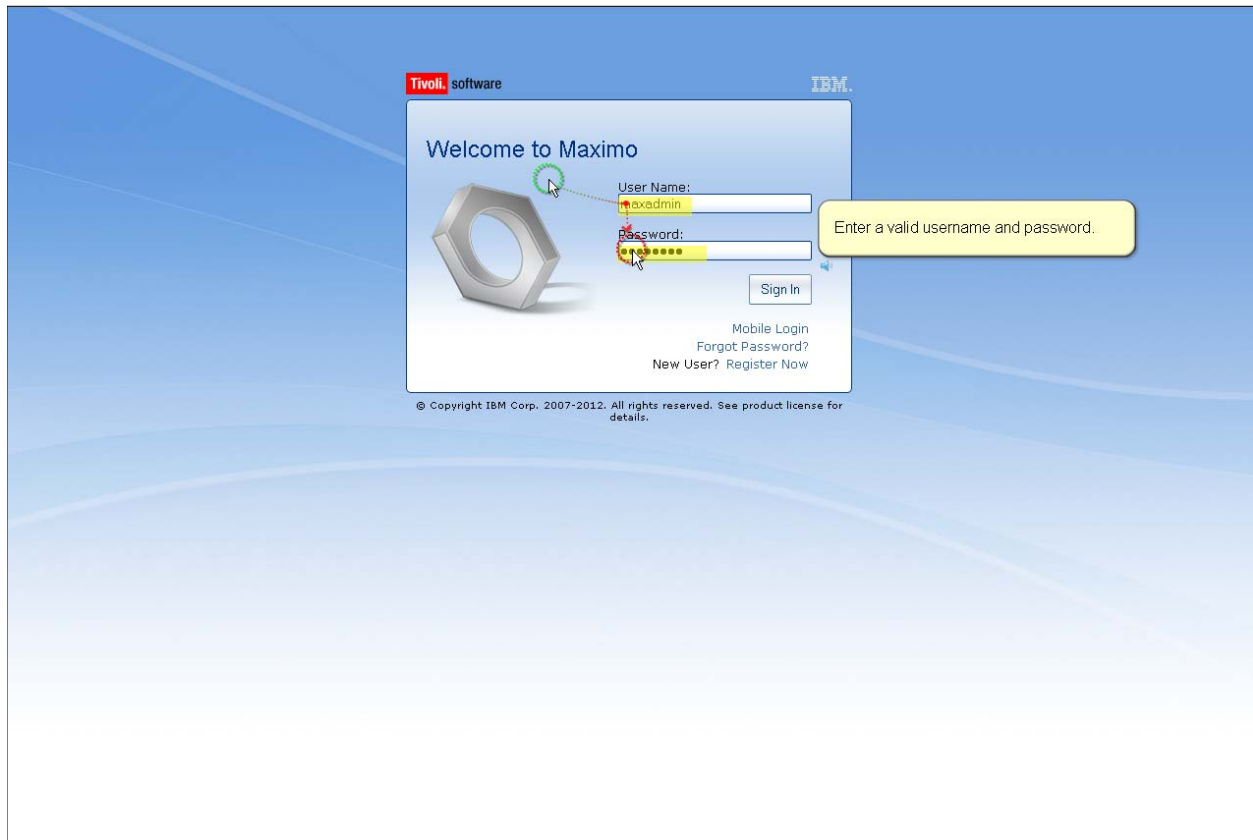 Tivoli. software
IBM.
Welcome to Maximo
User Name:
maxadmin
Password:
Enter a valid username and password.
Sign In
Mobile Login
Forgot Password?
New User? Register Now
© Copyright IBM Corp. 2007-2012. All rights reserved. See product license for
details.